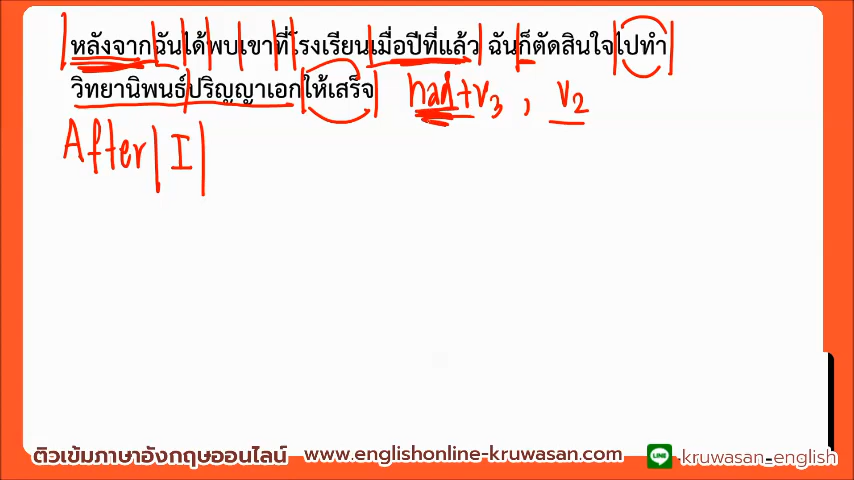 หลังจากฉันได้พบเขาที่โรงเรียนเมื่อปีที่แล้ว ฉันก็ตัดสินใจไปทำ
วิทยานิพนธ์ปริญญาเอกให้เสร็จ had+v3 , v2
After I
ติวเข้มภาษาอังกฤษออนไลน์ www.englishonline-kruwasan.com LINE kruwasan_english